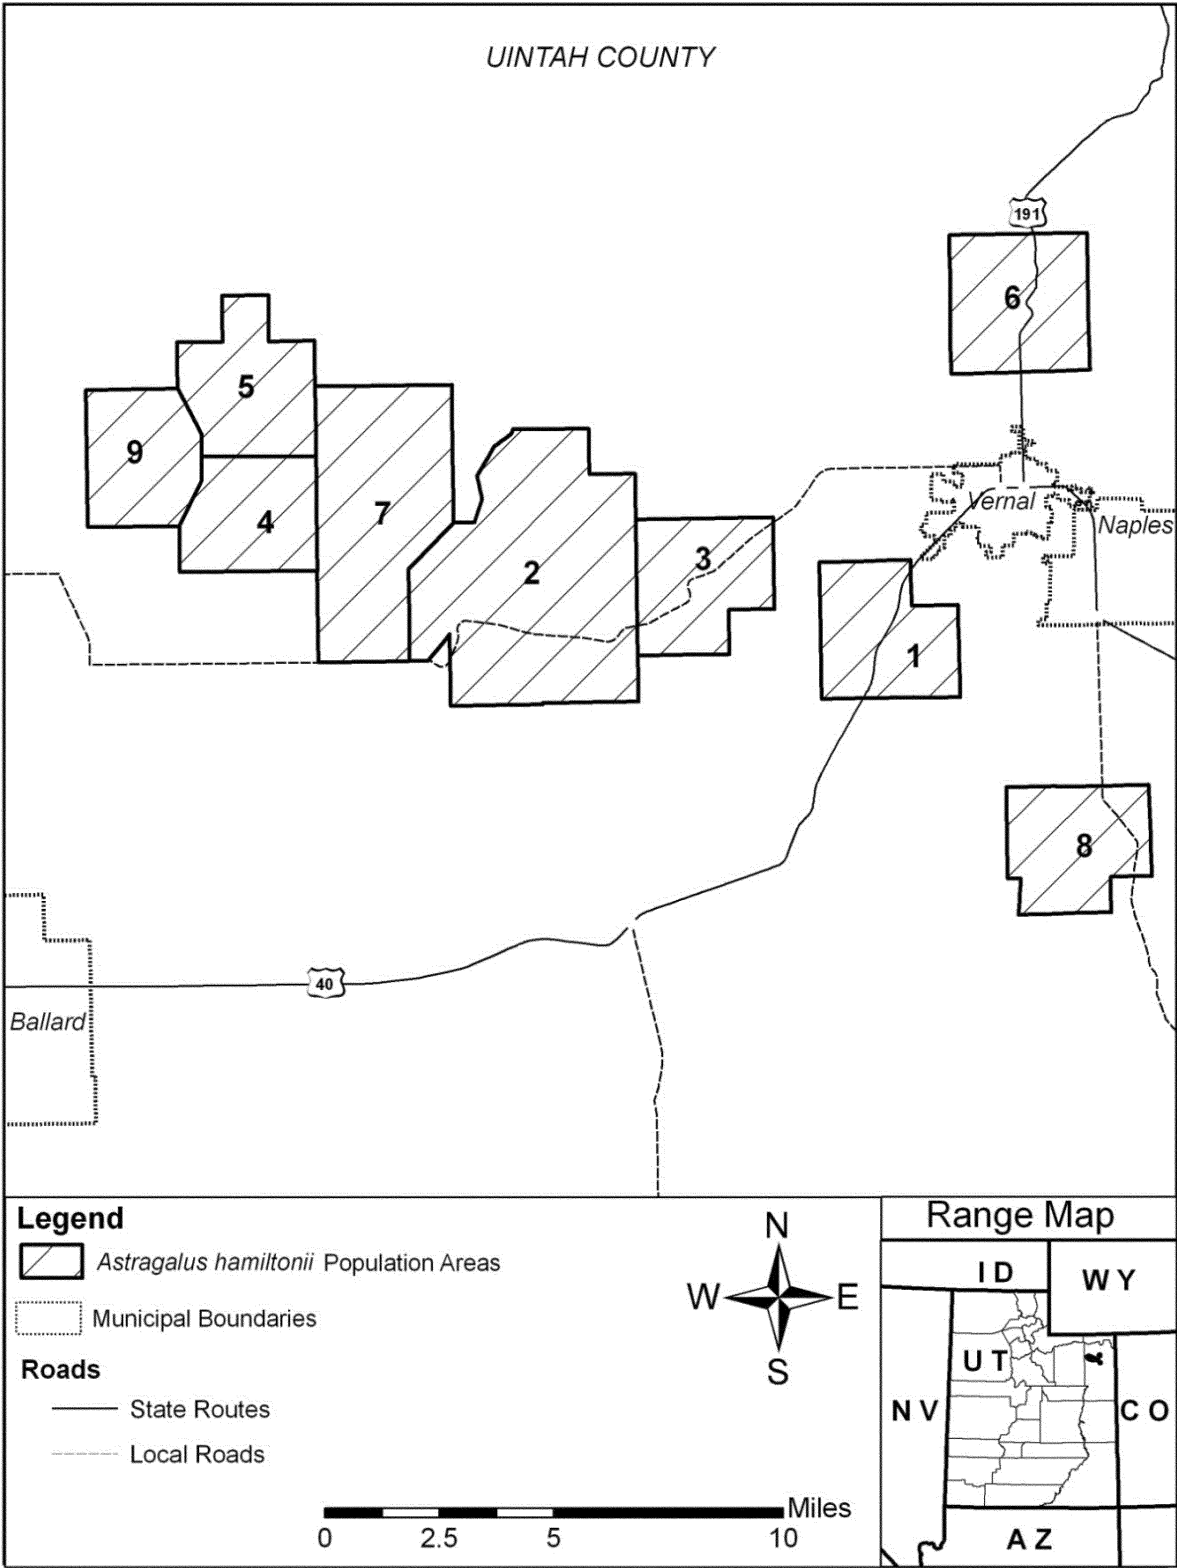 UINTAH COUNTY
191
6
5
9
7
4
3
2
Vernal
Naples
1
8
40
Ballard
Legend
Astragalus hamiltonii Population Areas
Municipal Boundaries
Roads
State Routes
Local Roads
N
W E
S
Miles
0 2.5 5 10
Range Map
ID
WY
UT
NV
CO
AZ